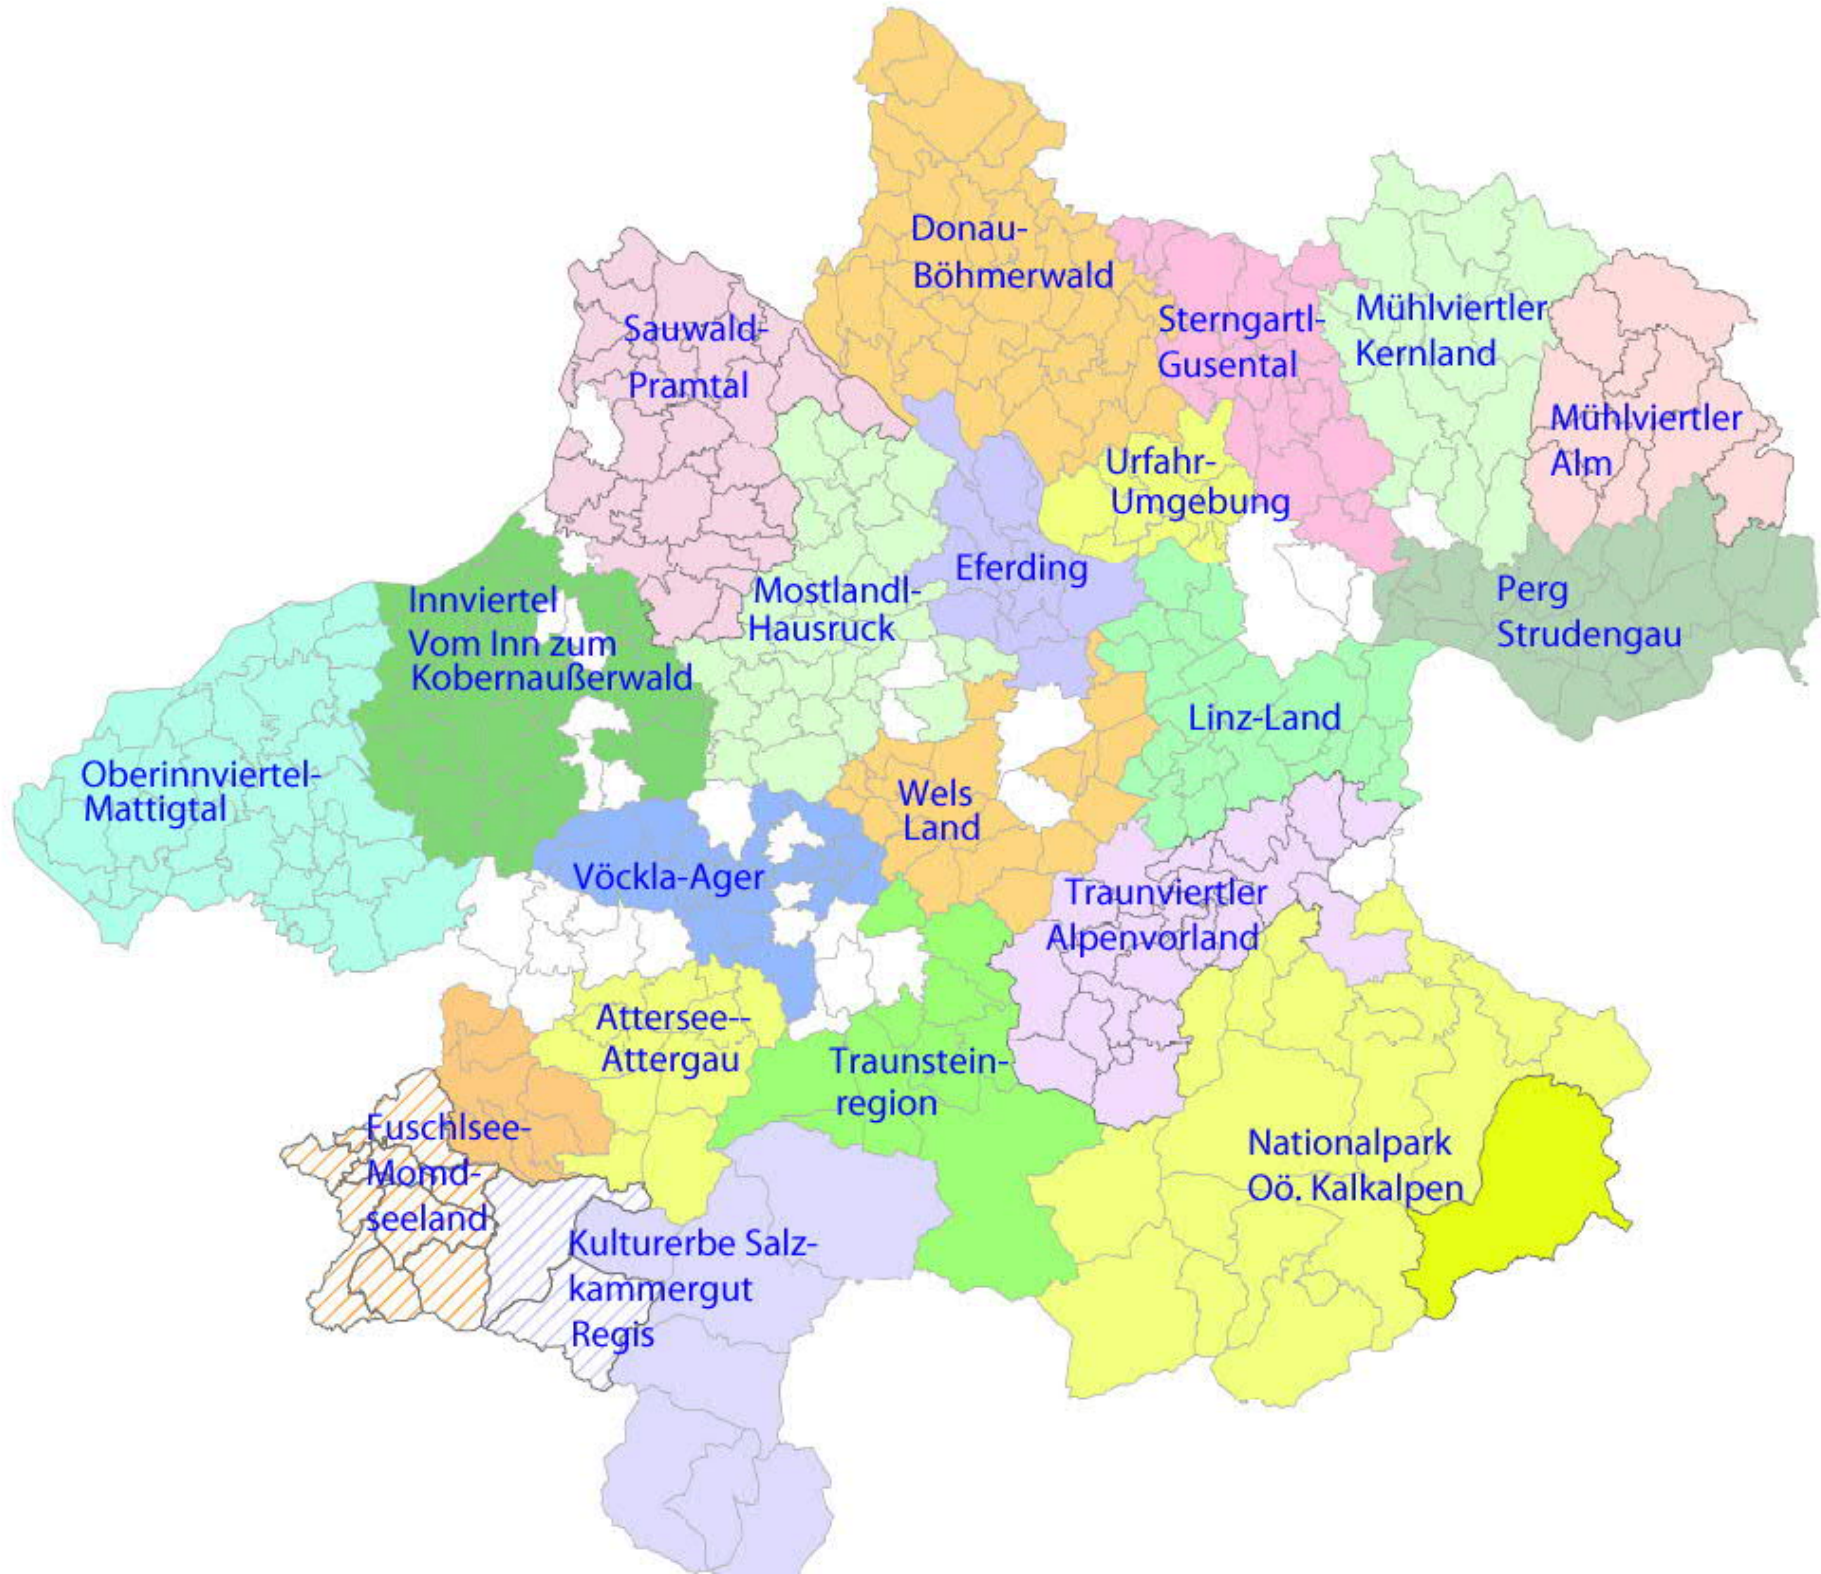 Donau-
Böhmerwald
Sterngartl-
Gusental
Mühlviertler
Kernland
Sauwald-
Pramtal
Mühlviertler
Alm
Urfahr-
Umgebung
Eferding
Mostlandl-
Hausruck
Innviertel
Vom Inn zum
Kobernaußerwald
Perg
Strudengau
Linz-Land
Oberinnviertel-
Mattigtal
Wels
Land
Vöckla-Ager
Traunviertler
Alpenvorland
Attersee--
Attergau
Traunstein-
region
Fuschlsee-
Momd-
seeland
Nationalpark
Oö. Kalkalpen
Kulturerbe Salz-
kammergut
Regis